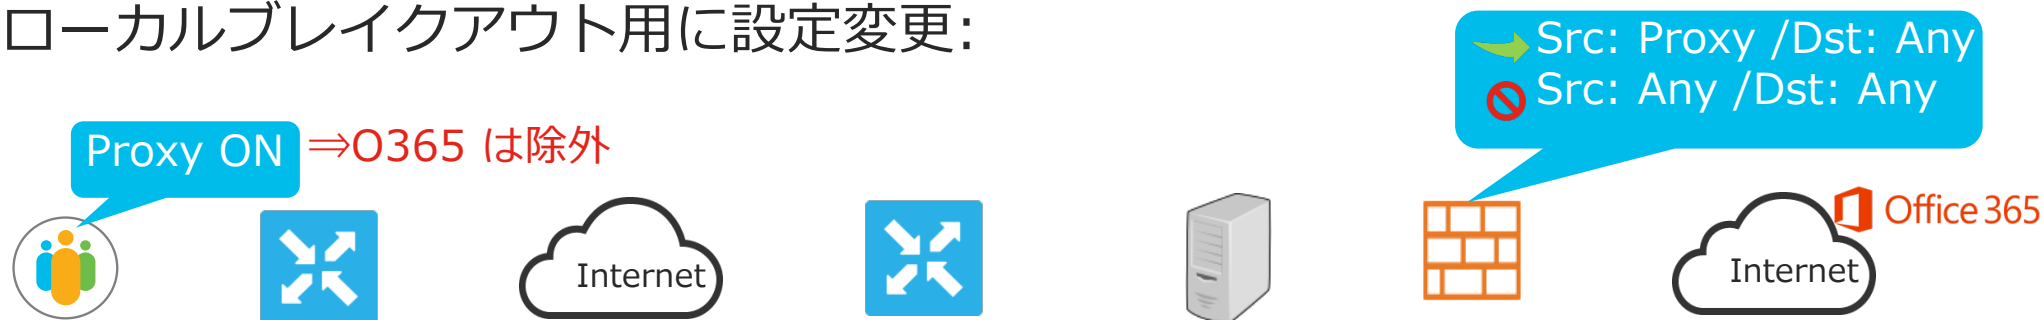 ローカルブレイクアウト用に設定変更:
Src: Proxy /Dst: Any
Src: Any /Dst: Any
Proxy ON
⇒O365 は除外
Office 365
Internet
Internet